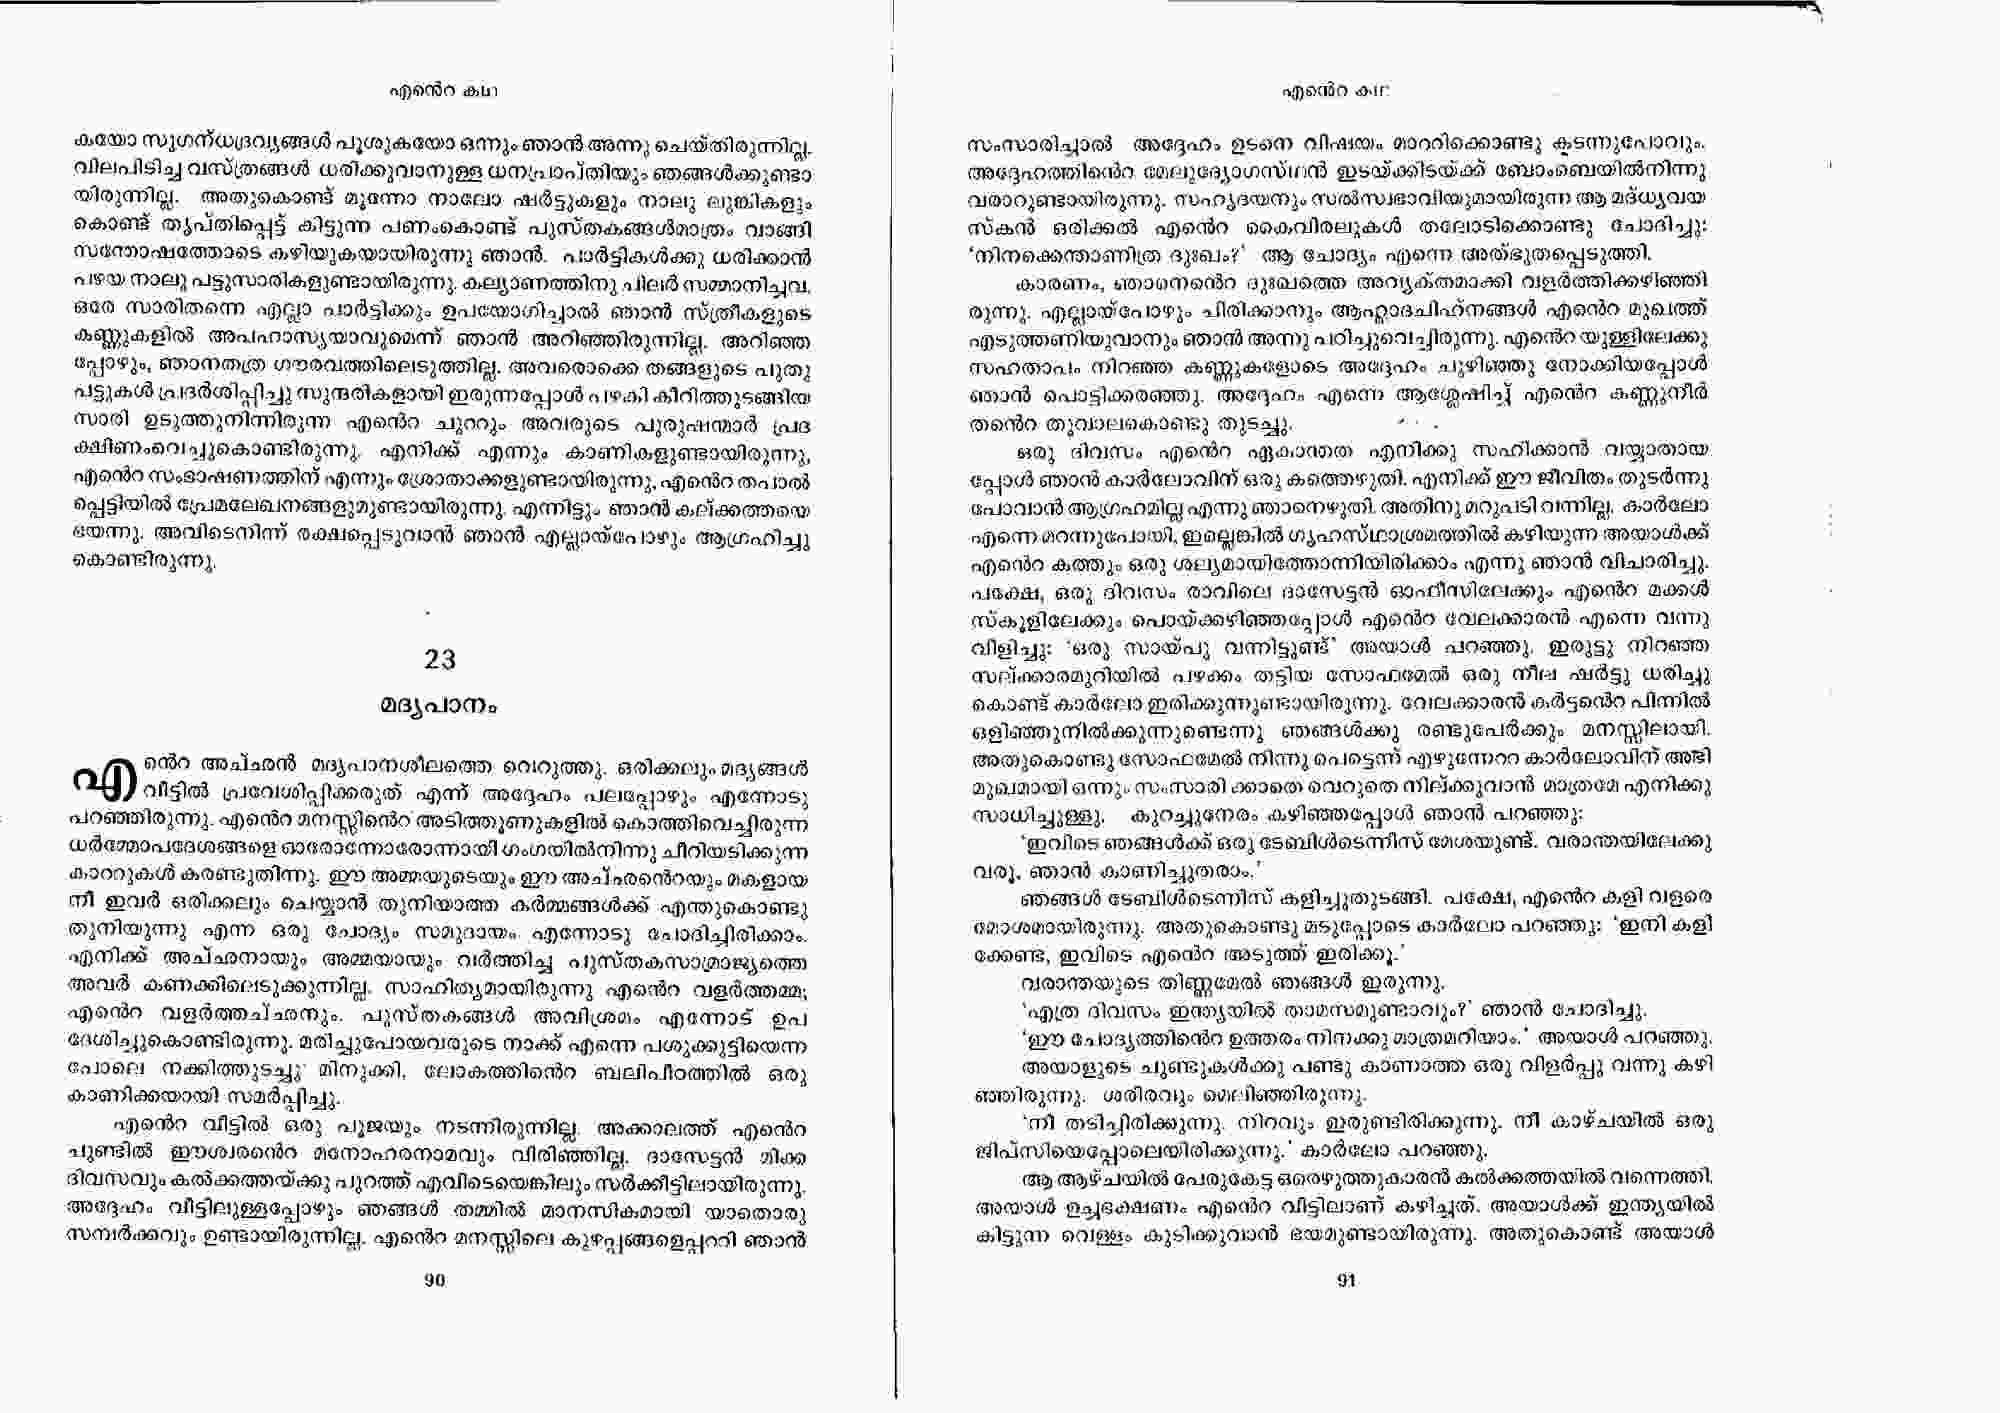 എന്റെ കഥ
കയോ സുഗന്ധദ്രവ്യങ്ങൾ പൂശുകയോ ഒന്നും ഞാൻ അന്നു ചെയ്തിരുന്നില്ല.
വിലപിടിച്ച വസ്ത്രങ്ങൾ ധരിക്കുവാനുള്ള ധനപ്രാപ്തിയും ഞങ്ങൾക്കുണ്ടാ
യിരുന്നില്ല. അതുകൊണ്ട് മൂന്നോ നാലോ ഷർട്ടുകളും നാലു ലുങ്കികളും
കൊണ്ട് തൃപ്തിപ്പെട്ട് കിട്ടുന്ന പണംകൊണ്ട് പുസ്തകങ്ങൾമാത്രം വാങ്ങി
സന്തോഷത്തോടെ കഴിയുകയായിരുന്നു ഞാൻ. പാർട്ടികൾക്കു ധരിക്കാൻ
പഴയ നാലു പട്ടുസാരികളുണ്ടായിരുന്നു. കല്യാണത്തിനു ചിലർ സമ്മാനിച്ചവ.
ഒരേ സാരിതന്നെ എല്ലാ പാർട്ടിക്കും ഉപയോഗിച്ചാൽ ഞാൻ സ്ത്രീകളുടെ
കണ്ണുകളിൽ അപഹാസ്യയാവുമെന്ന് ഞാൻ അറിഞ്ഞിരുന്നില്ല. അറിഞ്ഞ
പ്പോഴും, ഞാനതത്ര ഗൗരവത്തിലെടുത്തില്ല. അവരൊക്കെ തങ്ങളുടെ പുതു
പട്ടുകൾ പ്രദർശിപ്പിച്ചു സുന്ദരികളായി ഇരുന്നപ്പോൾ പഴകി കീറിത്തുടങ്ങിയ
സാരി ഉടുത്തുനിന്നിരുന്ന എന്റെ ചുററും അവരുടെ പുരുഷന്മാർ പ്രദ
ക്ഷിണംവെച്ചുകൊണ്ടിരുന്നു. എനിക്ക് എന്നും കാണികളുണ്ടായിരുന്നു,
എന്റെ സംഭാഷണത്തിന് എന്നും ശ്രോതാക്കളുണ്ടായിരുന്നു, എന്റെ തപാൽ
പ്പെട്ടിയിൽ പ്രേമലേഖനങ്ങളുമുണ്ടായിരുന്നു. എന്നിട്ടും ഞാൻ കല്ക്കത്തയെ
ഭയന്നു. അവിടെനിന്ന് രക്ഷപ്പെടുവാൻ ഞാൻ എല്ലായ്പോഴും ആഗ്രഹിച്ചു
കൊണ്ടിരുന്നു.
23
മദ്യപാനം
എന്റെ അച്ഛൻ മദ്യപാനശീലത്തെ വെറുത്തു. ഒരിക്കലും മദ്യങ്ങൾ
വീട്ടിൽ പ്രവേശിപ്പിക്കരുത് എന്ന് അദ്ദേഹം പലപ്പോഴും എന്നോടു
പറഞ്ഞിരുന്നു. എന്റെ മനസ്സിന്റെ അടിത്തൂണുകളിൽ കൊത്തിവെച്ചിരുന്ന
ധർമ്മോപദേശങ്ങളെ ഓരോന്നോരോന്നായി ഗംഗയിൽനിന്നു ചീറിയടിക്കുന്ന
കാററുകൾ കരണ്ടുതിന്നു. ഈ അമ്മയുടെയും ഈ അച്ഛന്റെയും മകളായ
നീ ഇവർ ഒരിക്കലും ചെയ്യാൻ തുനിയാത്ത കർമ്മങ്ങൾക്ക് എന്തുകൊണ്ടു
തുനിയുന്നു എന്ന ഒരു ചോദ്യം സമുദായം എന്നോടു ചോദിച്ചിരിക്കാം.
എനിക്ക് അച്ഛനായും അമ്മയായും വർത്തിച്ച പുസ്തകസാമ്രാജ്യത്തെ
അവർ കണക്കിലെടുക്കുന്നില്ല. സാഹിത്യമായിരുന്നു എന്റെ വളർത്തമ്മ;
എന്റെ വളർത്തച്ഛനും. പുസ്തകങ്ങൾ അവിശ്രമം എന്നോട് ഉപ
ദേശിച്ചുകൊണ്ടിരുന്നു. മരിച്ചുപോയവരുടെ നാക്ക് എന്നെ പശുക്കുട്ടിയെന്ന
പോലെ നക്കിത്തുടച്ചു മിനുക്കി, ലോകത്തിന്റെ ബലിപീഠത്തിൽ ഒരു
കാണിക്കയായി സമർപ്പിച്ചു.
എന്റെ വീട്ടിൽ ഒരു പൂജയും നടന്നിരുന്നില്ല. അക്കാലത്ത് എന്റെ
ചുണ്ടിൽ ഈശ്വരന്റെ മനോഹരനാമവും വിരിഞ്ഞില്ല. ദാസേട്ടൻ മിക്ക
ദിവസവും കൽക്കത്തയ്ക്കു പുറത്ത് എവിടെയെങ്കിലും സർക്കീട്ടിലായിരുന്നു.
അദ്ദേഹം വീട്ടിലുള്ളപ്പോഴും ഞങ്ങൾ തമ്മിൽ മാനസികമായി യാതൊരു
സമ്പർക്കവും ഉണ്ടായിരുന്നില്ല. എന്റെ മനസ്സിലെ കുഴപ്പങ്ങളെപ്പററി ഞാൻ
90
എന്റെ കഥ
സംസാരിച്ചാൽ അദ്ദേഹം ഉടനെ വിഷയം മാററിക്കൊണ്ടു കടന്നുപോവും.
അദ്ദേഹത്തിന്റെ മേലുദ്യോഗസ്ഥൻ ഇടയ്ക്കിടയ്ക്ക് ബോംബെയിൽനിന്നു
വരാറുണ്ടായിരുന്നു. സഹൃദയനും സൽസ്വഭാവിയുമായിരുന്ന ആ മദ്ധ്യവയ
സ്കൻ ഒരിക്കൽ എന്റെ കൈവിരലുകൾ തലോടിക്കൊണ്ടു ചോദിച്ചു:
‘നിനക്കെന്താണിത്ര ദുഃഖം?’ ആ ചോദ്യം എന്നെ അത്ഭുതപ്പെടുത്തി.
കാരണം, ഞാനെന്റെ ദുഃഖത്തെ അവ്യക്തമാക്കി വളർത്തിക്കഴിഞ്ഞി
രുന്നു. എല്ലായ്പോഴും ചിരിക്കാനും ആഹ്ലാദചിഹ്നങ്ങൾ എന്റെ മുഖത്ത്
എടുത്തണിയുവാനും ഞാൻ അന്നു പഠിച്ചുവെച്ചിരുന്നു. എന്റെ യുള്ളിലേക്കു
സഹതാപം നിറഞ്ഞ കണ്ണുകളോടെ അദ്ദേഹം ചുഴിഞ്ഞു നോക്കിയപ്പോൾ
ഞാൻ പൊട്ടിക്കരഞ്ഞു. അദ്ദേഹം എന്നെ ആശ്ലേഷിച്ച് എന്റെ കണ്ണുനീർ
തന്റെ തൂവാലകൊണ്ടു തുടച്ചു.
ഒരു ദിവസം എന്റെ ഏകാന്തത എനിക്കു സഹിക്കാൻ വയ്യാതായ
പ്പോൾ ഞാൻ കാർലോവിന് ഒരു കത്തെഴുതി. എനിക്ക് ഈ ജീവിതം തുടർന്നു
പോവാൻ ആഗ്രഹമില്ല എന്നു ഞാനെഴുതി. അതിനു മറുപടി വന്നില്ല. കാർലോ
എന്നെ മറന്നുപോയി, ഇല്ലെങ്കിൽ ഗൃഹസ്ഥാശ്രമത്തിൽ കഴിയുന്ന അയാൾക്ക്
എന്റെ കത്തും ഒരു ശല്യമായിത്തോന്നിയിരിക്കാം എന്നു ഞാൻ വിചാരിച്ചു.
പക്ഷേ, ഒരു ദിവസം രാവിലെ ദാസേട്ടൻ ഓഫീസിലേക്കും എന്റെ മക്കൾ
സ്കൂളിലേക്കും പൊയ്ക്കഴിഞ്ഞപ്പോൾ എന്റെ വേലക്കാരൻ എന്നെ വന്നു
വിളിച്ചു: ‘ഒരു സായ്പു വന്നിട്ടുണ്ട്’ അയാൾ പറഞ്ഞു. ഇരുട്ടു നിറഞ്ഞ
സല്ക്കാരമുറിയിൽ പഴക്കം തട്ടിയ സോഫമേൽ ഒരു നീല ഷർട്ടു ധരിച്ചു
കൊണ്ട് കാർലോ ഇരിക്കുന്നുണ്ടായിരുന്നു. വേലക്കാരൻ കർട്ടന്റെ പിന്നിൽ
ഒളിഞ്ഞുനിൽക്കുന്നുണ്ടെന്നു ഞങ്ങൾക്കു രണ്ടുപേർക്കും മനസ്സിലായി.
അതുകൊണ്ടു സോഫമേൽ നിന്നു പെട്ടെന്ന് എഴുന്നേററ കാർലോവിന് അഭി
മുഖമായി ഒന്നും സംസാരി ക്കാതെ വെറുതെ നില്ക്കുവാൻ മാത്രമേ എനിക്കു
സാധിച്ചുള്ളു. കുറച്ചുനേരം കഴിഞ്ഞപ്പോൾ ഞാൻ പറഞ്ഞു:
‘ഇവിടെ ഞങ്ങൾക്ക് ഒരു ടേബിൾടെന്നിസ് മേശയുണ്ട്. വരാന്തയിലേക്കു
വരൂ, ഞാൻ കാണിച്ചുതരാം.’
ഞങ്ങൾ ടേബിൾടെന്നിസ് കളിച്ചുതുടങ്ങി. പക്ഷേ, എന്റെ കളി വളരെ
മോശമായിരുന്നു. അതുകൊണ്ടു മടുപ്പോടെ കാർലോ പറഞ്ഞു: ‘ഇനി കളി
ക്കേണ്ട, ഇവിടെ എന്റെ അടുത്ത് ഇരിക്കൂ.’
വരാന്തയുടെ തിണ്ണമേൽ ഞങ്ങൾ ഇരുന്നു.
‘എത്ര ദിവസം ഇന്ത്യയിൽ താമസമുണ്ടാവും?’ ഞാൻ ചോദിച്ചു.
‘ഈ ചോദ്യത്തിന്റെ ഉത്തരം നിനക്കു മാത്രമറിയാം.’ അയാൾ പറഞ്ഞു.
അയാളുടെ ചുണ്ടുകൾക്കു പണ്ടു കാണാത്ത ഒരു വിളർപ്പു വന്നു കഴി
ഞ്ഞിരുന്നു. ശരീരവും മെലിഞ്ഞിരുന്നു.
‘നീ തടിച്ചിരിക്കുന്നു. നിറവും ഇരുണ്ടിരിക്കുന്നു. നീ കാഴ്ചയിൽ ഒരു
ജിപ്സിയെപ്പോലെയിരിക്കുന്നു.’ കാർലോ പറഞ്ഞു.
ആ ആഴ്ചയിൽ പേരുകേട്ട ഒരെഴുത്തുകാരൻ കൽക്കത്തയിൽ വന്നെത്തി.
അയാൾ ഉച്ചഭക്ഷണം എന്റെ വീട്ടിലാണ് കഴിച്ചത്. അയാൾക്ക് ഇന്ത്യയിൽ
കിട്ടുന്ന വെള്ളം കുടിക്കുവാൻ ഭയമുണ്ടായിരുന്നു. അതുകൊണ്ട് അയാൾ
91